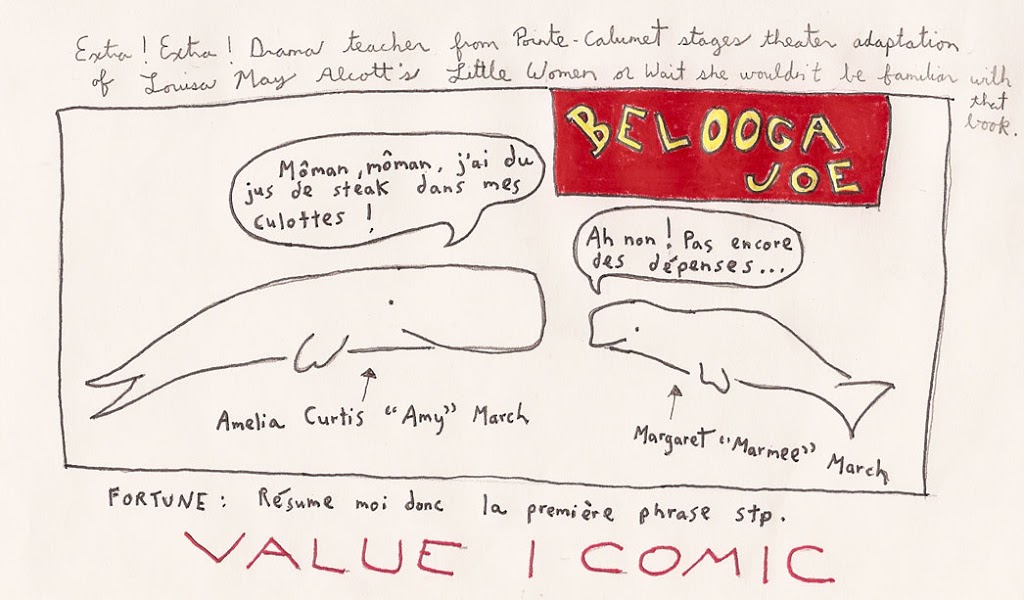 Extra! Extra! Drama teacher from Pointe-Calumet stages theater adaptation
of Louisa May Alcott's Little Women or Wait she wouldn't be familiar with
that
book.
BELOOGA
JOE
Môman, môman, j'ai du
jus de steak dans mes
culottes !
Ah non! Pas encore
des dépenses...
Amelia Curtis "Amy" March
Margaret "Marmee" March
FORTUNE: Résume moi donc la première phrase stp.
VALUE I COMIC